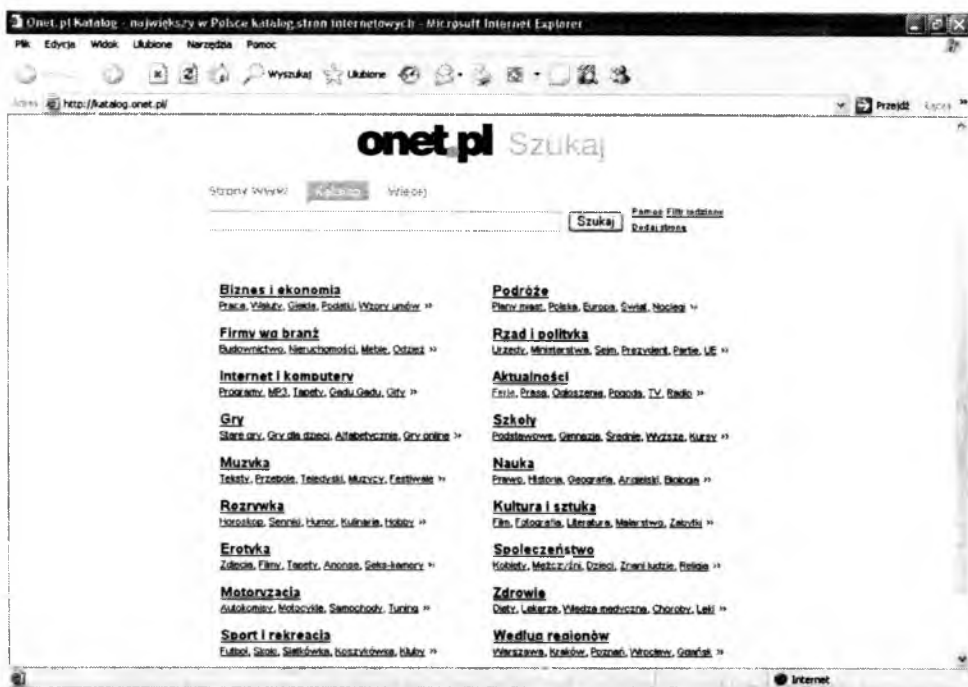 Onet.pl Katalog - największy w Polsce katalog stron internetowych - Microsoft Internet Explorer
Plik Edycja Widok Ulubione Narzędzia Pomoc
Wyszukaj Ulubione
Adres http://katalog.onet.pl/ Przejdź Łącza »
onet.pl Szukaj
Strony WWW Katalog Więcej
Szukaj Pomoc Filtr rodzinny
Dodaj stronę
Biznes i ekonomia
Praca, Waluty, Giełda, Podatki, Wzory umów »
Firmy wg branż
Budownictwo, Nieruchomości, Meble, Odzież »
Internet i komputery
Programy, MP3, Tapety, Gadu Gadu, Gify »
Gry
Stare gry, Gry dla dzieci, Alfabetycznie, Gry online »
Muzyka
Teksty, Przeboje, Teledyski, Muzycy, Festiwale »
Rozrywka
Horoskop, Senniki, Humor, Kulinaria, Hobby »
Erotyka
Zdjęcia, Filmy, Tapety, Anonse, Seks-kamery »
Motoryzacja
Autokomisy, Motocykle, Samochody, Tuning »
Sport i rekreacja
Futbol, Skoki, Siatkówka, Koszykówka, Kluby »
Podróże
Plany miast, Polska, Europa, Świat, Noclegi »
Rząd i polityka
Urzędy, Ministerstwa, Sejm, Prezydent, Partie, UE »
Aktualności
Ferie, Prasa, Ogłoszenia, Pogoda, TV, Radio »
Szkoły
Podstawowe, Gimnazja, Średnie, Wyższe, Kursy »
Nauka
Prawo, Historia, Geografia, Angielski, Biologia »
Kultura i sztuka
Film, Fotografia, Literatura, Malarstwo, Zabytki »
Społeczeństwo
Kobiety, Mężczyźni, Dzieci, Znani ludzie, Religia »
Zdrowie
Diety, Lekarze, Wiedza medyczna, Choroby, Leki »
Według regionów
Warszawa, Kraków, Poznań, Wrocław, Gdańsk »
Internet